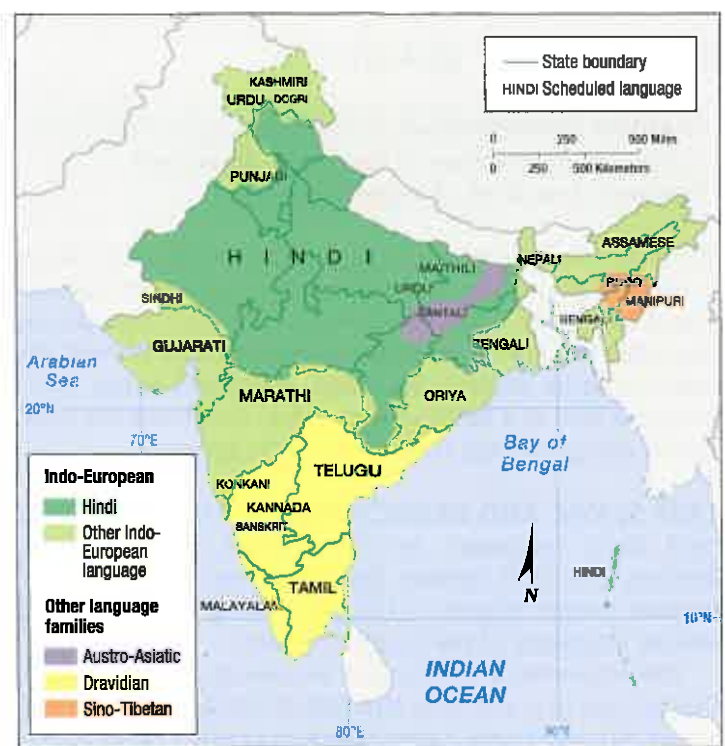 State boundary
HINDI Scheduled language
0 250 500 Miles
0 250 500 Kilometers
KASHMIRI
URDU DOGRI
PUNJABI
HINDI
MAITHILI
NEPALI
ASSAMESE
URDU
SINDHI
SANTALI
MANIPURI
BENGALI
GUJARATI
BENGALI
Arabian
Sea
MARATHI
ORIYA
20°N
70°E
Bay of
Bengal
TELUGU
KONKANI
KANNADA
SANSKRIT
HINDI
TAMIL
MALAYALAM
N
10°N
INDIAN
OCEAN
80°E
90°E
Indo-European
Hindi
Other Indo-
European
language
Other language
families
Austro-Asiatic
Dravidian
Sino-Tibetan